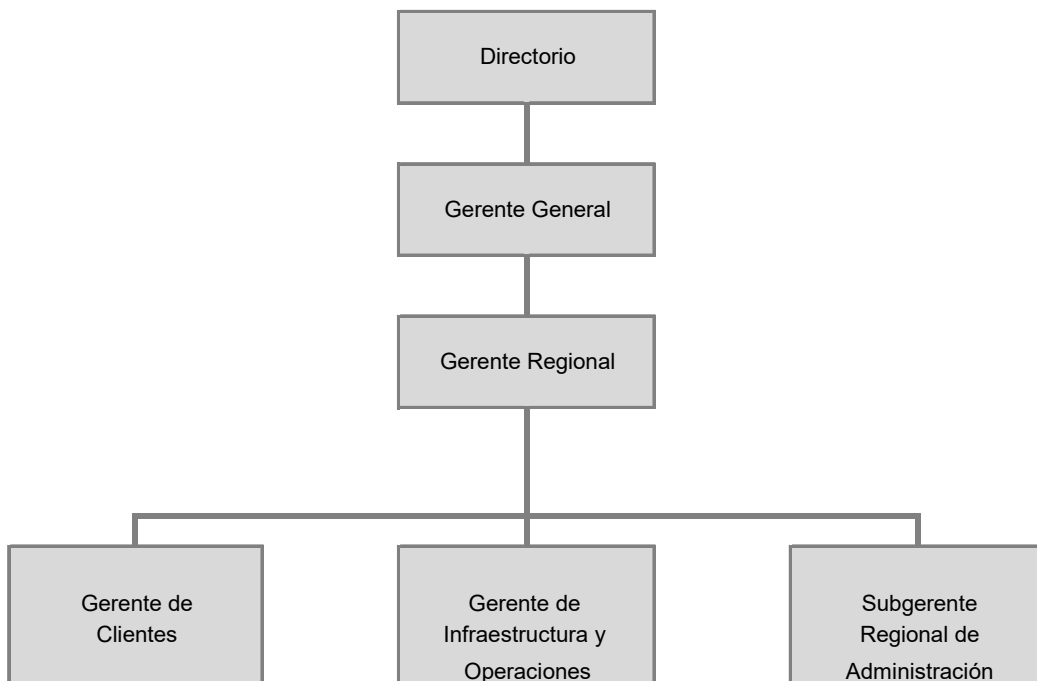 Directorio
Gerente General
Gerente Regional
Gerente de
Clientes
Gerente de
Infraestructura y
Operaciones
Subgerente
Regional de
Administración